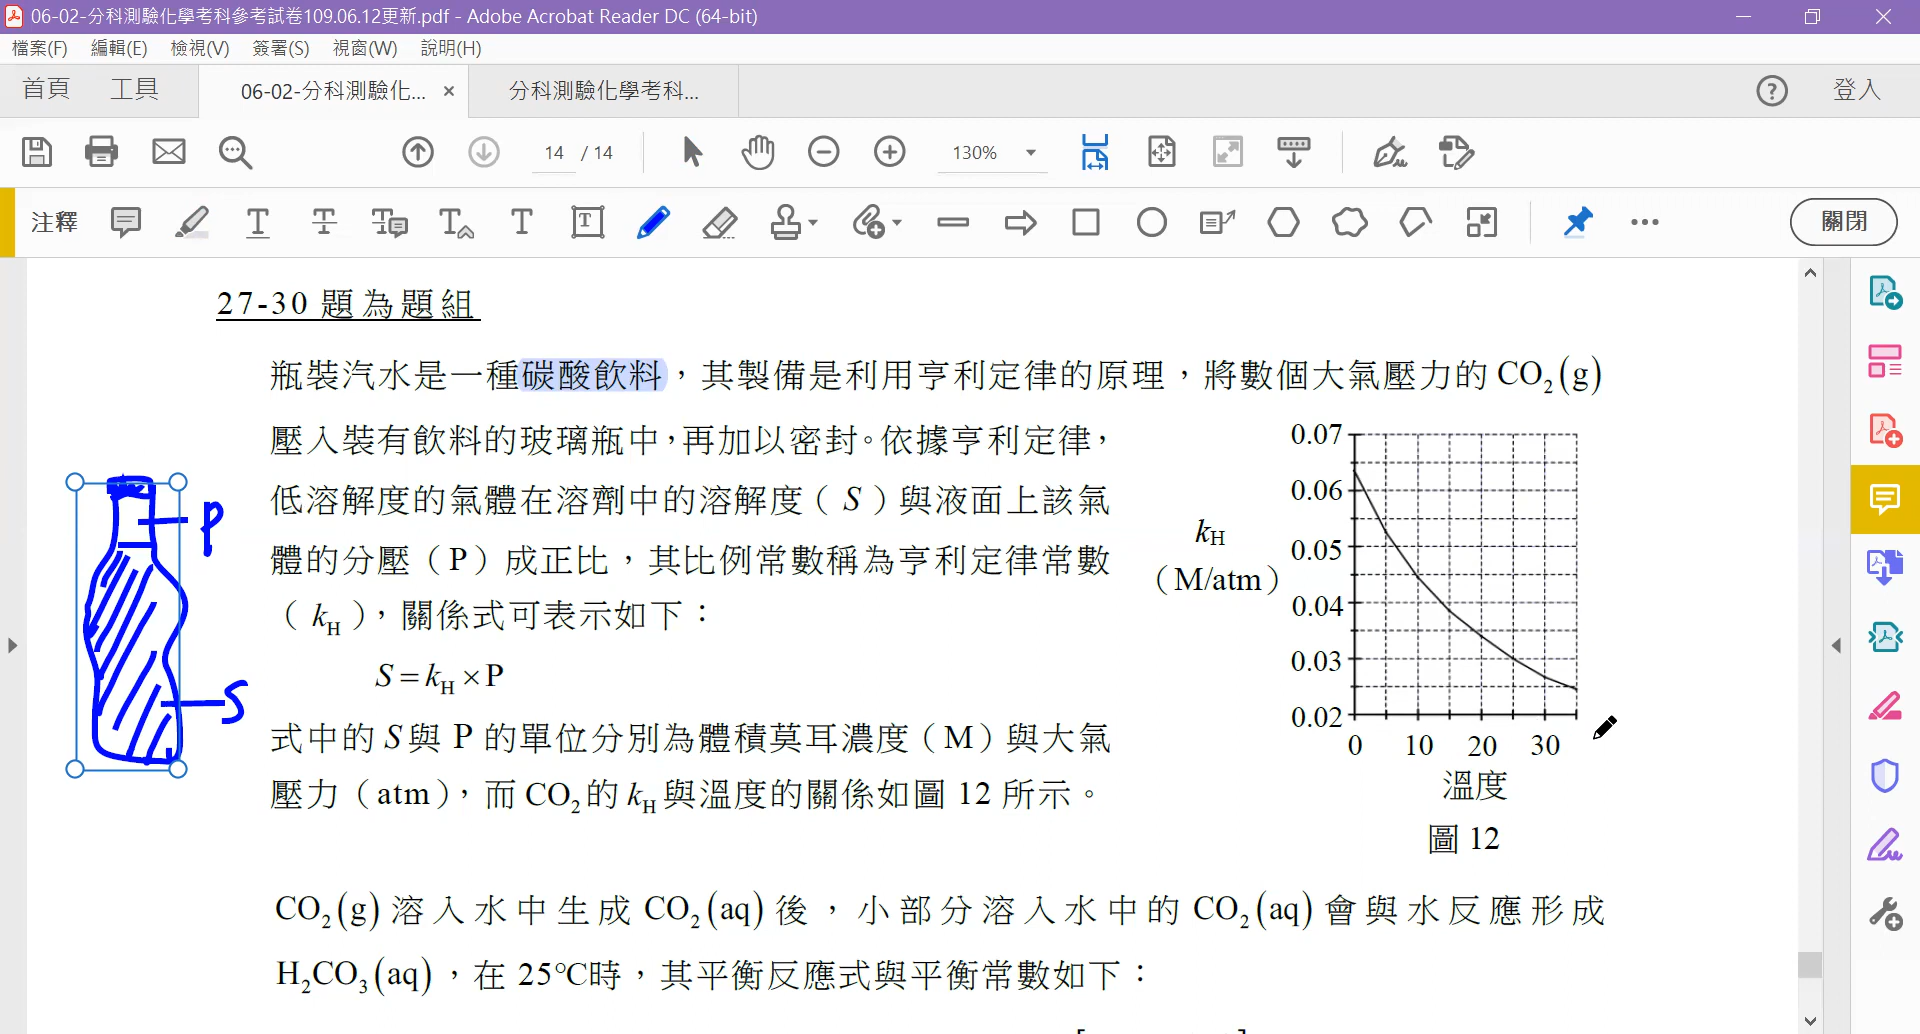 06-02-分科測驗化學考科參考試卷109.06.12更新.pdf - Adobe Acrobat Reader DC (64-bit)
檔案(F) 編輯(E) 檢視(V) 簽署(S) 視窗(W) 說明(H)
首頁 工具 06-02-分科測驗化... × 分科測驗化學考科... 登入
14 / 14 130%
注釋 關閉
27-30 題為題組
瓶裝汽水是一種碳酸飲料，其製備是利用亨利定律的原理，將數個大氣壓力的 CO₂(g)
壓入裝有飲料的玻璃瓶中，再加以密封。依據亨利定律，
低溶解度的氣體在溶劑中的溶解度（S）與液面上該氣
體的分壓（P）成正比，其比例常數稱為亨利定律常數
（kH），關係式可表示如下：
S = kH × P
式中的 S與 P 的單位分別為體積莫耳濃度（M）與大氣
壓力（atm），而 CO₂的 kH與溫度的關係如圖 12 所示。
P
S
kH
（M/atm）
0.07
0.06
0.05
0.04
0.03
0.02
0 10 20 30
溫度
圖 12
CO₂(g) 溶入水中生成 CO₂(aq) 後，小部分溶入水中的 CO₂(aq) 會與水反應形成
H₂CO₃(aq)，在 25℃時，其平衡反應式與平衡常數如下：